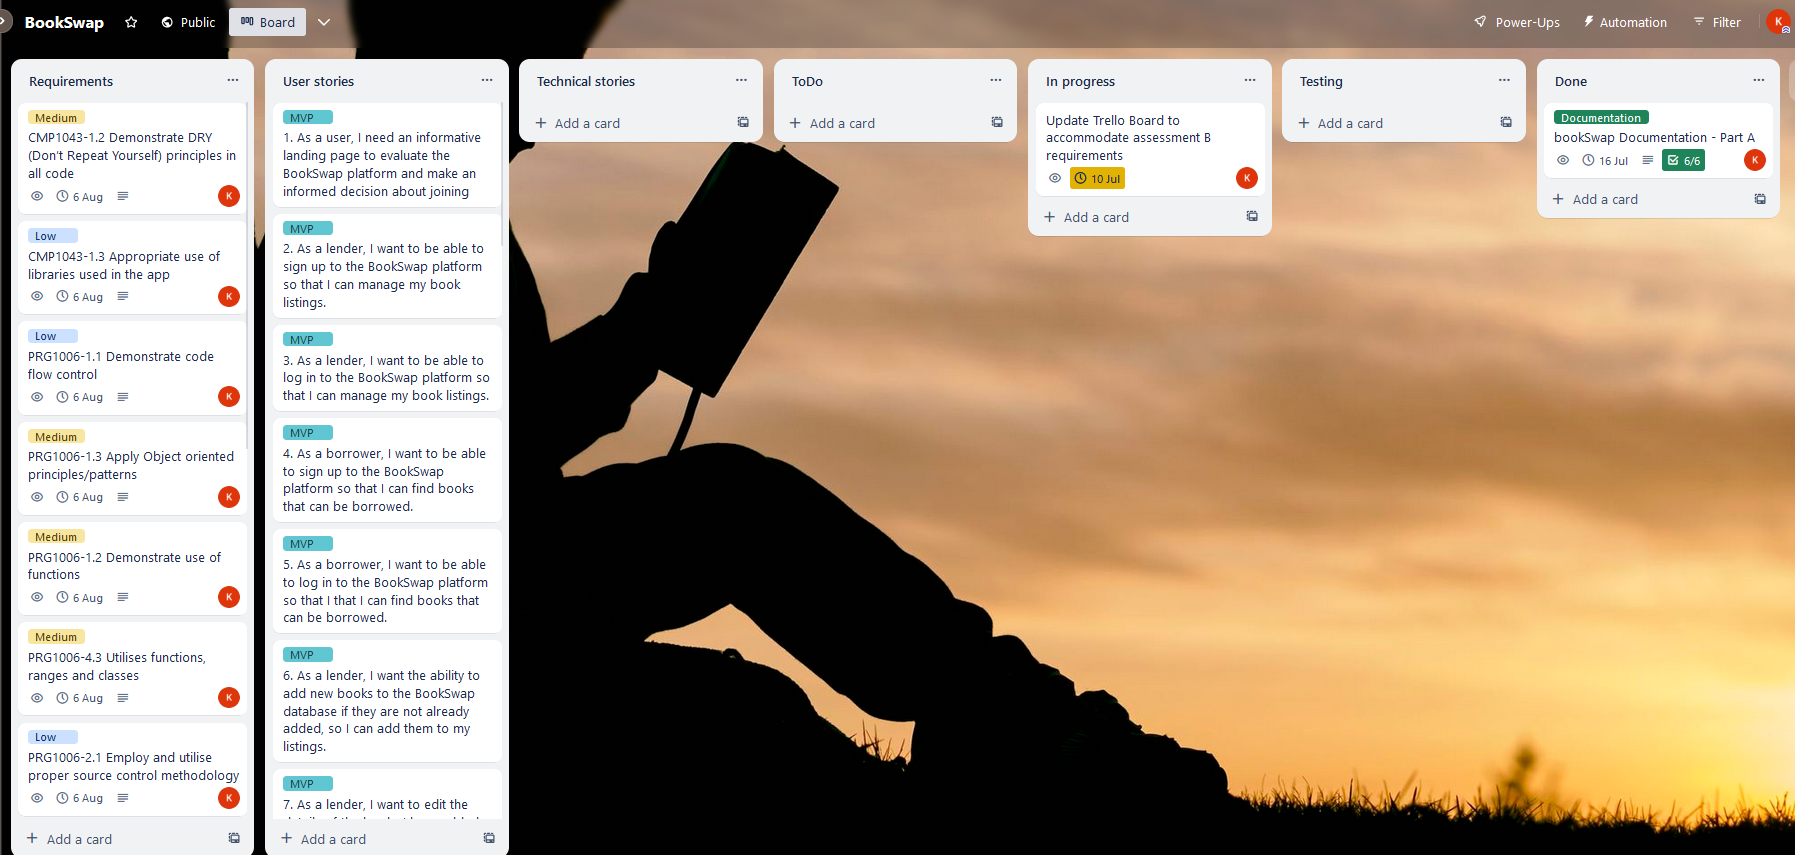 BookSwap
Public
Board
Power-Ups
Automation
Filter
K
Requirements
Medium
CMP1043-1.2 Demonstrate DRY
(Don't Repeat Yourself) principles in
all code
6 Aug
K
Low
CMP1043-1.3 Appropriate use of
libraries used in the app
6 Aug
K
Low
PRG1006-1.1 Demonstrate code
flow control
6 Aug
K
Medium
PRG1006-1.3 Apply Object oriented
principles/patterns
6 Aug
K
Medium
PRG1006-1.2 Demonstrate use of
functions
6 Aug
K
Medium
PRG1006-4.3 Utilises functions,
ranges and classes
6 Aug
K
Low
PRG1006-2.1 Employ and utilise
proper source control methodology
6 Aug
K
Add a card
User stories
MVP
1. As a user, I need an informative
landing page to evaluate the
BookSwap platform and make an
informed decision about joining
MVP
2. As a lender, I want to be able to
sign up to the BookSwap platform
so that I can manage my book
listings.
MVP
3. As a lender, I want to be able to
log in to the BookSwap platform so
that I can manage my book listings.
MVP
4. As a borrower, I want to be able
to sign up to the BookSwap
platform so that I can find books
that can be borrowed.
MVP
5. As a borrower, I want to be able
to log in to the BookSwap platform
so that I that I can find books that
can be borrowed.
MVP
6. As a lender, I want the ability to
add new books to the BookSwap
database if they are not already
added, so I can add them to my
listings.
MVP
7. As a lender, I want to edit the
Add a card
Technical stories
Add a card
ToDo
Add a card
In progress
Update Trello Board to
accommodate assessment B
requirements
10 Jul
K
Add a card
Testing
Add a card
Done
Documentation
bookSwap Documentation - Part A
16 Jul
6/6
K
Add a card